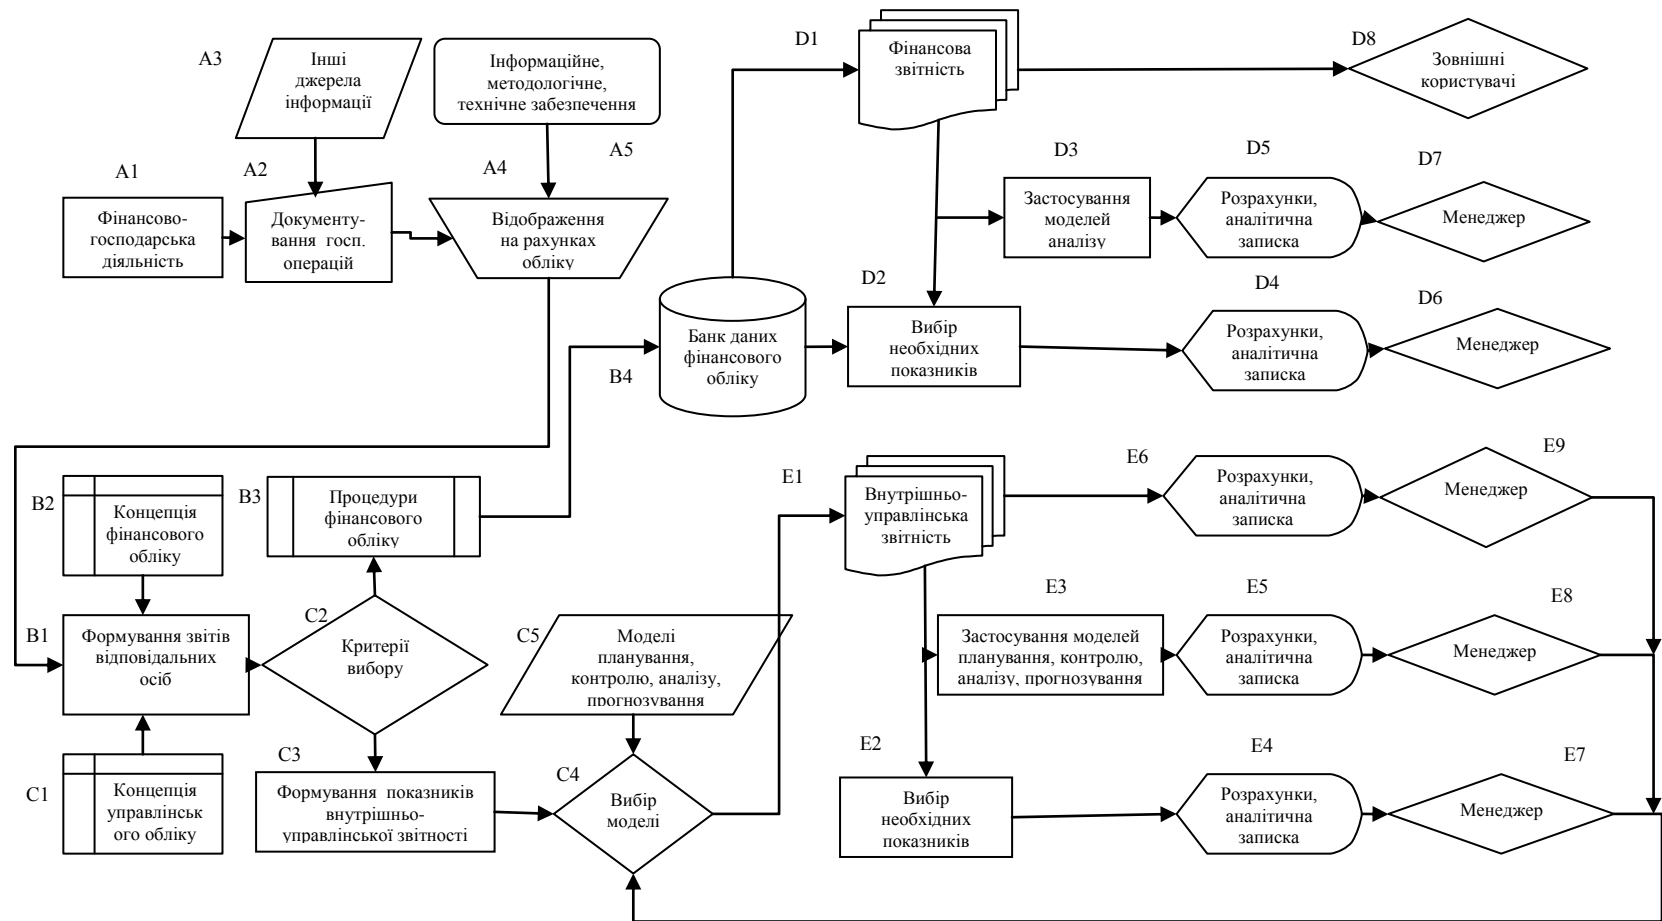 A3
Інші
джерела
інформації
Інформаційне,
методологічне,
технічне забезпечення
A5
A1
Фінансово-
господарська
діяльність
A2
Документу-
вання госп.
операцій
A4
Відображення
на рахунках
обліку
D1
Фінансова
звітність
D8
Зовнішні
користувачі
D3
Застосування
моделей
аналізу
D5
Розрахунки,
аналітична
записка
D7
Менеджер
B4
Банк даних
фінансового
обліку
D2
Вибір
необхідних
показників
D4
Розрахунки,
аналітична
записка
D6
Менеджер
B2
Концепція
фінансового
обліку
B3
Процедури
фінансового
обліку
B1
Формування звітів
відповідальних
осіб
C2
Критерії
вибору
C1
Концепція
управлінськ
ого обліку
C3
Формування показників
внутрішньо-
управлінської звітності
C5
Моделі
планування,
контролю, аналізу,
прогнозування
C4
Вибір
моделі
E1
Внутрішньо-
управлінська
звітність
E6
Розрахунки,
аналітична
записка
E9
Менеджер
E3
Застосування моделей
планування, контролю,
аналізу, прогнозування
E5
Розрахунки,
аналітична
записка
E8
Менеджер
E2
Вибір
необхідних
показників
E4
Розрахунки,
аналітична
записка
E7
Менеджер